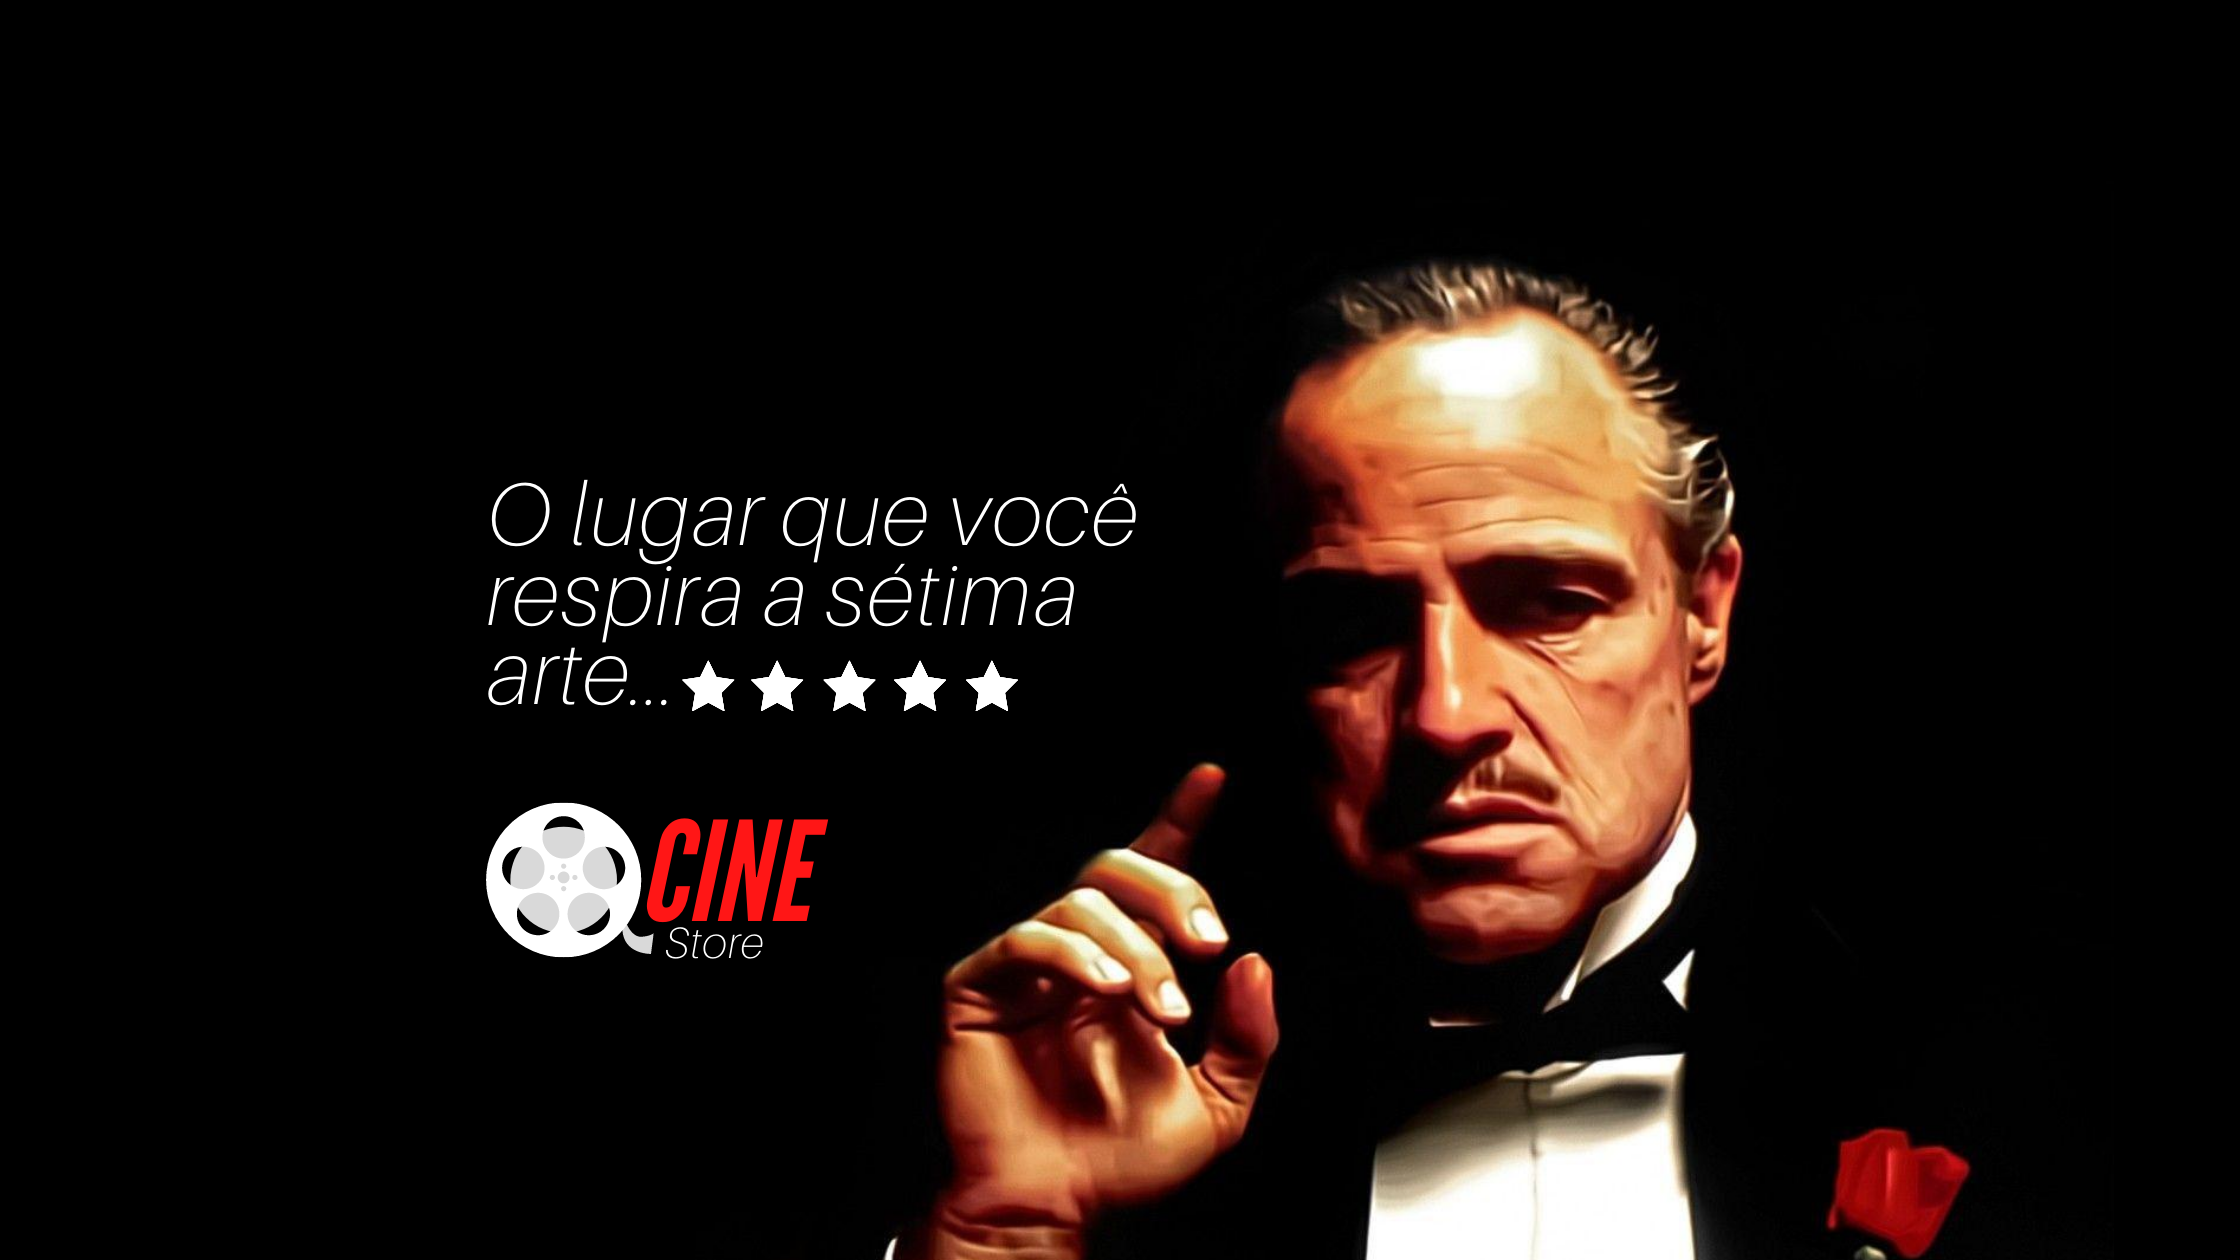 O lugar que você
respira a sétima
arte...
CINE
Store